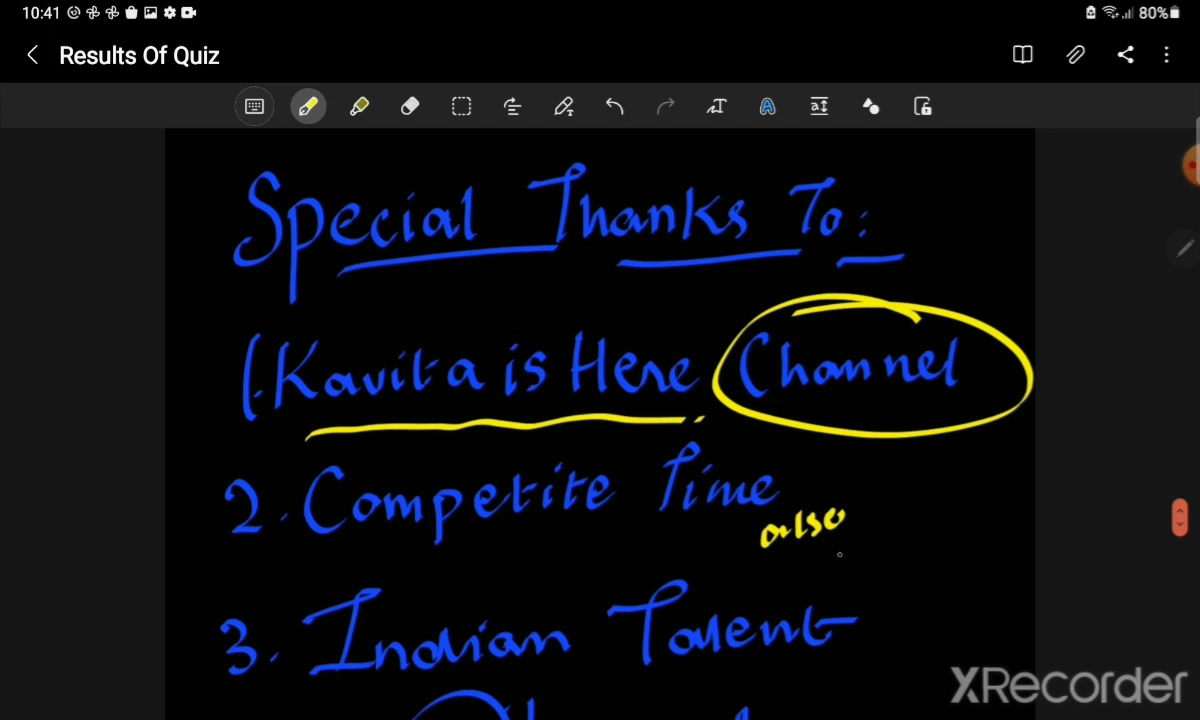 10:41 80%
Results Of Quiz
Special Thanks To:
1. Kavita is Here Channel
2. Competite Time
also
3. Indian Talent
XRecorder